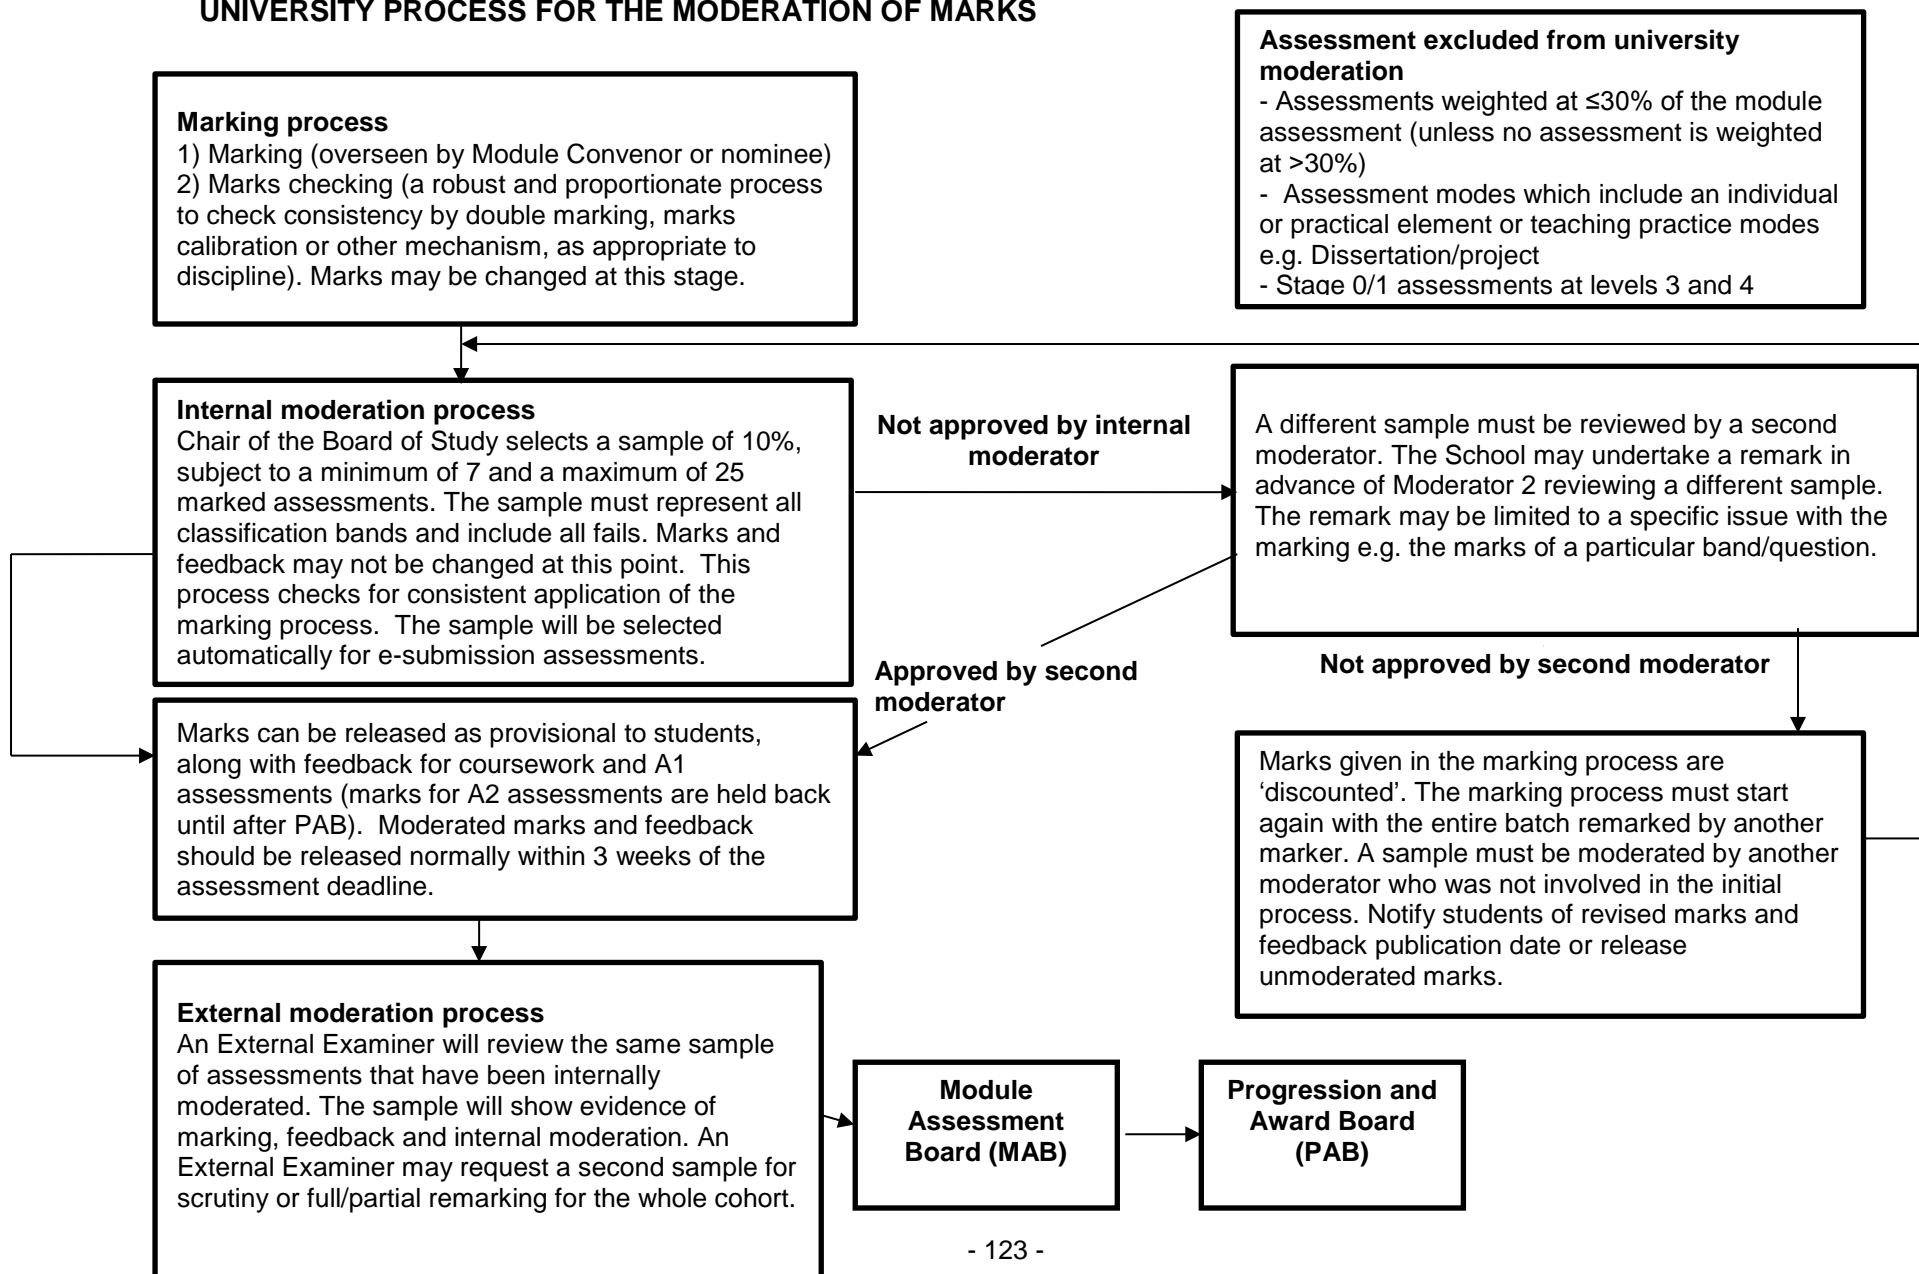 UNIVERSITY PROCESS FOR THE MODERATION OF MARKS
Assessment excluded from university
moderation
- Assessments weighted at ≤30% of the module
assessment (unless no assessment is weighted
at >30%)
- Assessment modes which include an individual
or practical element or teaching practice modes
e.g. Dissertation/project
- Stage 0/1 assessments at levels 3 and 4
Marking process
1) Marking (overseen by Module Convenor or nominee)
2) Marks checking (a robust and proportionate process
to check consistency by double marking, marks
calibration or other mechanism, as appropriate to
discipline). Marks may be changed at this stage.
Internal moderation process
Chair of the Board of Study selects a sample of 10%,
subject to a minimum of 7 and a maximum of 25
marked assessments. The sample must represent all
classification bands and include all fails. Marks and
feedback may not be changed at this point. This
process checks for consistent application of the
marking process. The sample will be selected
automatically for e-submission assessments.
Not approved by internal
moderator
A different sample must be reviewed by a second
moderator. The School may undertake a remark in
advance of Moderator 2 reviewing a different sample.
The remark may be limited to a specific issue with the
marking e.g. the marks of a particular band/question.
Approved by second
moderator
Not approved by second moderator
Marks can be released as provisional to students,
along with feedback for coursework and A1
assessments (marks for A2 assessments are held back
until after PAB). Moderated marks and feedback
should be released normally within 3 weeks of the
assessment deadline.
Marks given in the marking process are
‘discounted’. The marking process must start
again with the entire batch remarked by another
marker. A sample must be moderated by another
moderator who was not involved in the initial
process. Notify students of revised marks and
feedback publication date or release
unmoderated marks.
External moderation process
An External Examiner will review the same sample
of assessments that have been internally
moderated. The sample will show evidence of
marking, feedback and internal moderation. An
External Examiner may request a second sample for
scrutiny or full/partial remarking for the whole cohort.
Module
Assessment
Board (MAB)
Progression and
Award Board
(PAB)
- 123 -